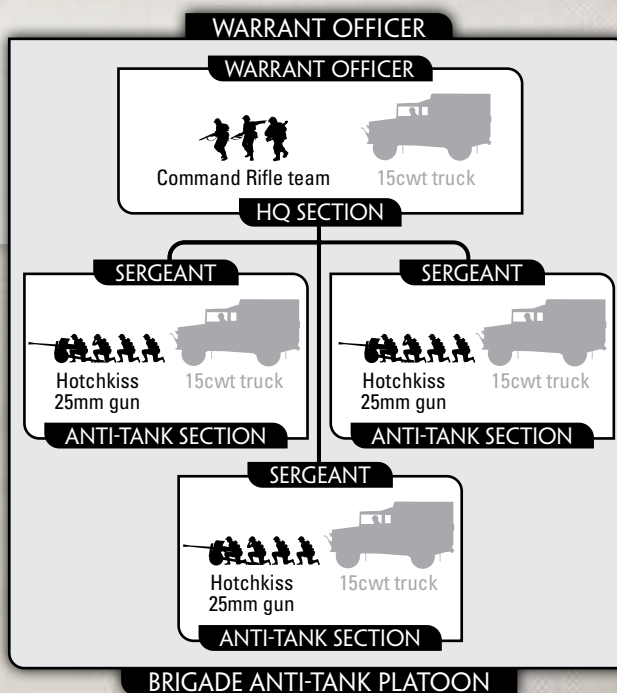 WARRANT OFFICER
WARRANT OFFICER
Command Rifle team
15cwt truck
HQ SECTION
SERGEANT
Hotchkiss
25mm gun
15cwt truck
ANTI-TANK SECTION
SERGEANT
Hotchkiss
25mm gun
15cwt truck
ANTI-TANK SECTION
SERGEANT
Hotchkiss
25mm gun
15cwt truck
ANTI-TANK SECTION
BRIGADE ANTI-TANK PLATOON